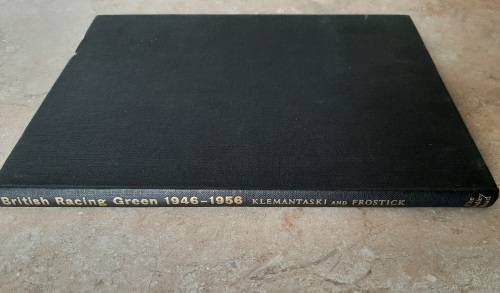 British Racing Green 1946-1956 KLEMANTASKI AND FROSTICK